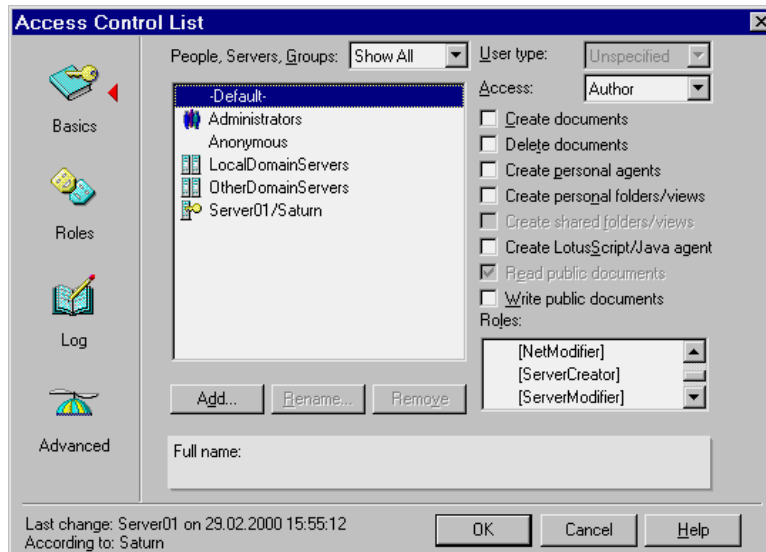 Access Control List
Basics
Roles
Log
Advanced
People, Servers, Groups: Show All
-Default-
Administrators
Anonymous
LocalDomainServers
OtherDomainServers
Server01/Saturn
Add... Rename... Remove
Full name:
User type: Unspecified
Access: Author
Create documents
Delete documents
Create personal agents
Create personal folders/views
Create shared folders/views
Create LotusScript/Java agent
Read public documents
Write public documents
Roles:
[NetModifier]
[ServerCreator]
[ServerModifier]
Last change: Server01 on 29.02.2000 15:55:12
According to: Saturn
OK Cancel Help